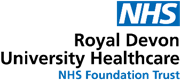 NHS
Royal Devon
University Healthcare
NHS Foundation Trust